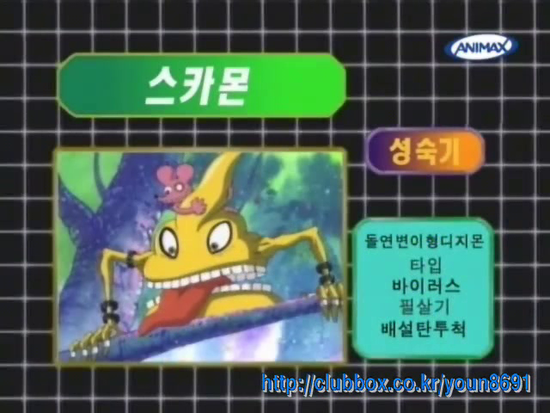 ANIMAX
스카몬
성숙기
돌연변이형디지몬
타입
바이러스
필살기
배설탄투척
http://clubbox.co.kr/youn8691